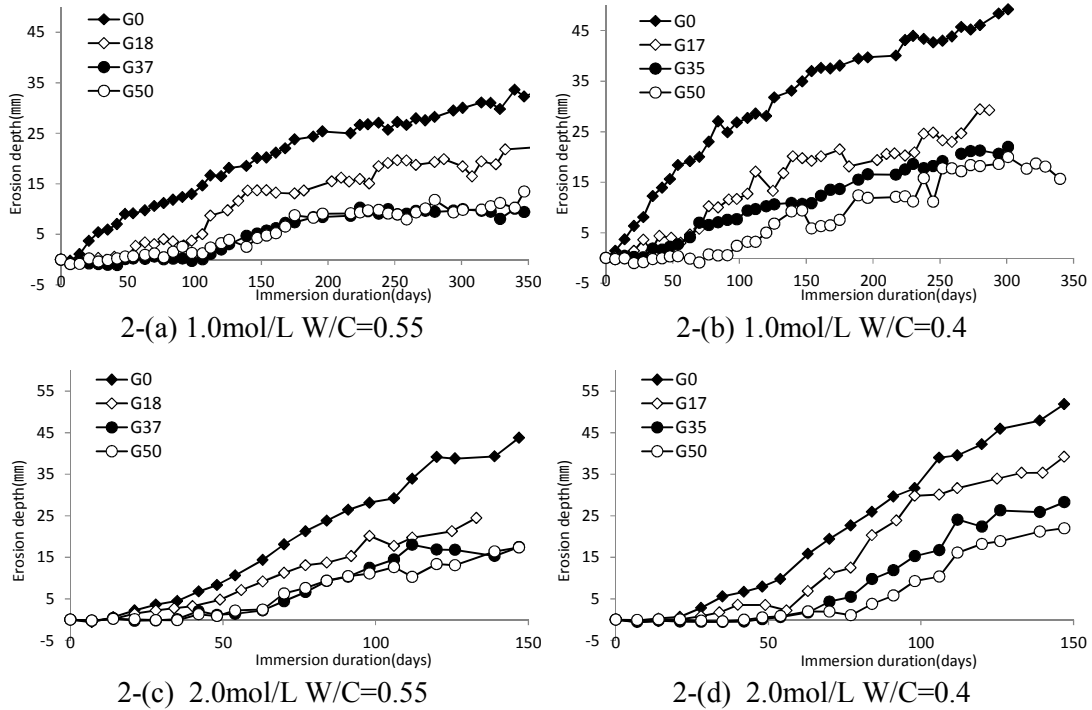 45
35
25
15
5
-5
Erosion depth(㎜)
G0
G18
G37
G50
0 50 100 150 200 250 300 350
Immersion duration(days)
2-(a) 1.0mol/L W/C=0.55
45
35
25
15
5
-5
Erosion depth(㎜)
G0
G17
G35
G50
0 50 100 150 200 250 300 350
Immersion duration(days)
2-(b) 1.0mol/L W/C=0.4
55
45
35
25
15
5
-5
Erosion depth(㎜)
G0
G18
G37
G50
0 50 100 150
Immersion duration(days)
2-(c) 2.0mol/L W/C=0.55
55
45
35
25
15
5
-5
Erosion depth(㎜)
G0
G17
G35
G50
0 50 100 150
Immersion duration(days)
2-(d) 2.0mol/L W/C=0.4